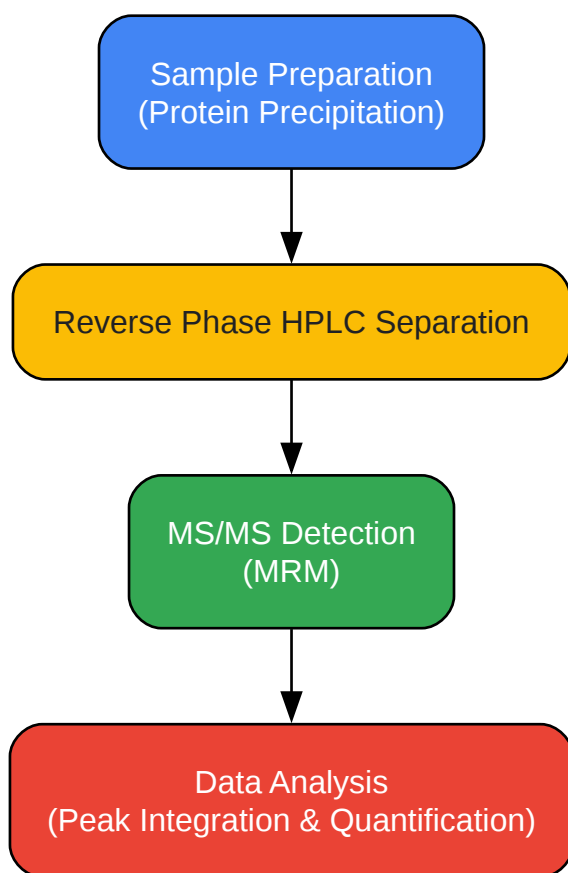 Sample Preparation
(Protein Precipitation)
Reverse Phase HPLC Separation
MS/MS Detection
(MRM)
Data Analysis
(Peak Integration & Quantification)